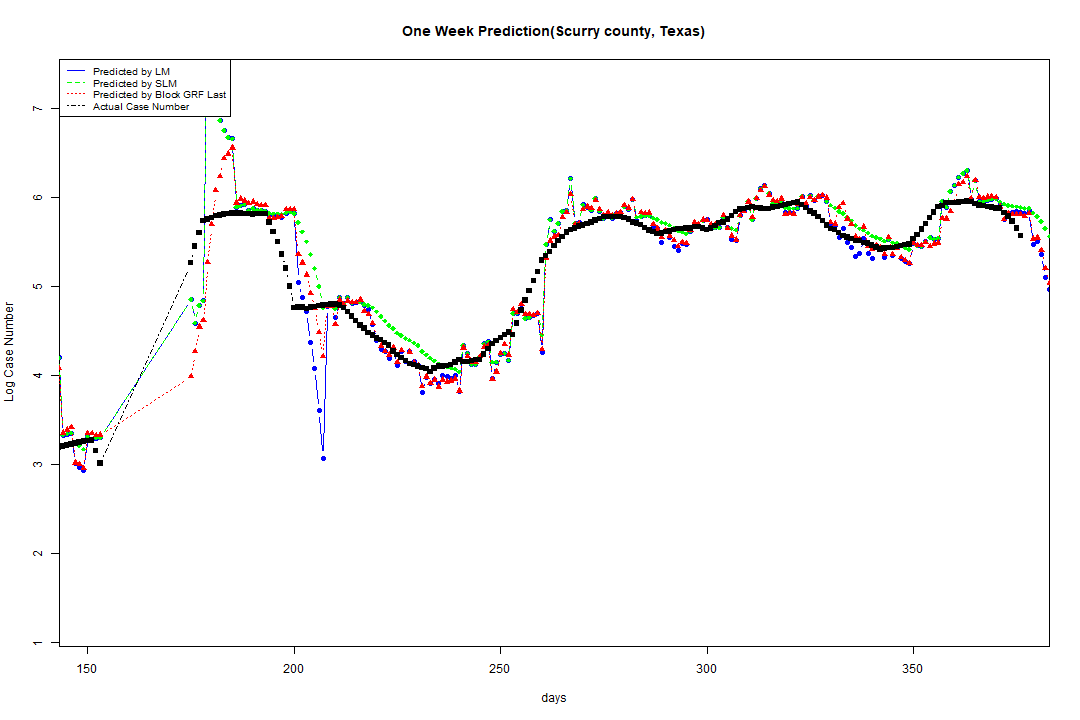 One Week Prediction(Scurry county, Texas)
Predicted by LM
Predicted by SLM
Predicted by Block GRF Last
Actual Case Number
Log Case Number
7
6
5
4
3
2
1
150 200 250 300 350
days